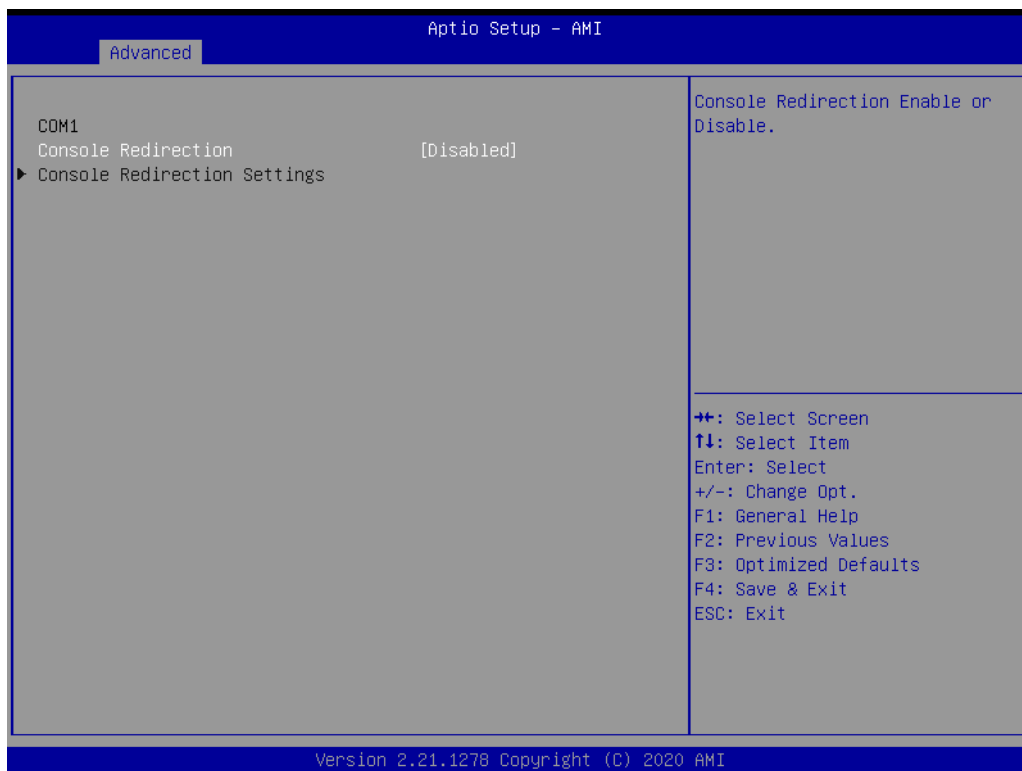 Aptio Setup – AMI
Advanced
COM1
Console Redirection [Disabled]
▶ Console Redirection Settings
Console Redirection Enable or
Disable.
→←: Select Screen
↑↓: Select Item
Enter: Select
+/-: Change Opt.
F1: General Help
F2: Previous Values
F3: Optimized Defaults
F4: Save & Exit
ESC: Exit
Version 2.21.1278 Copyright (C) 2020 AMI